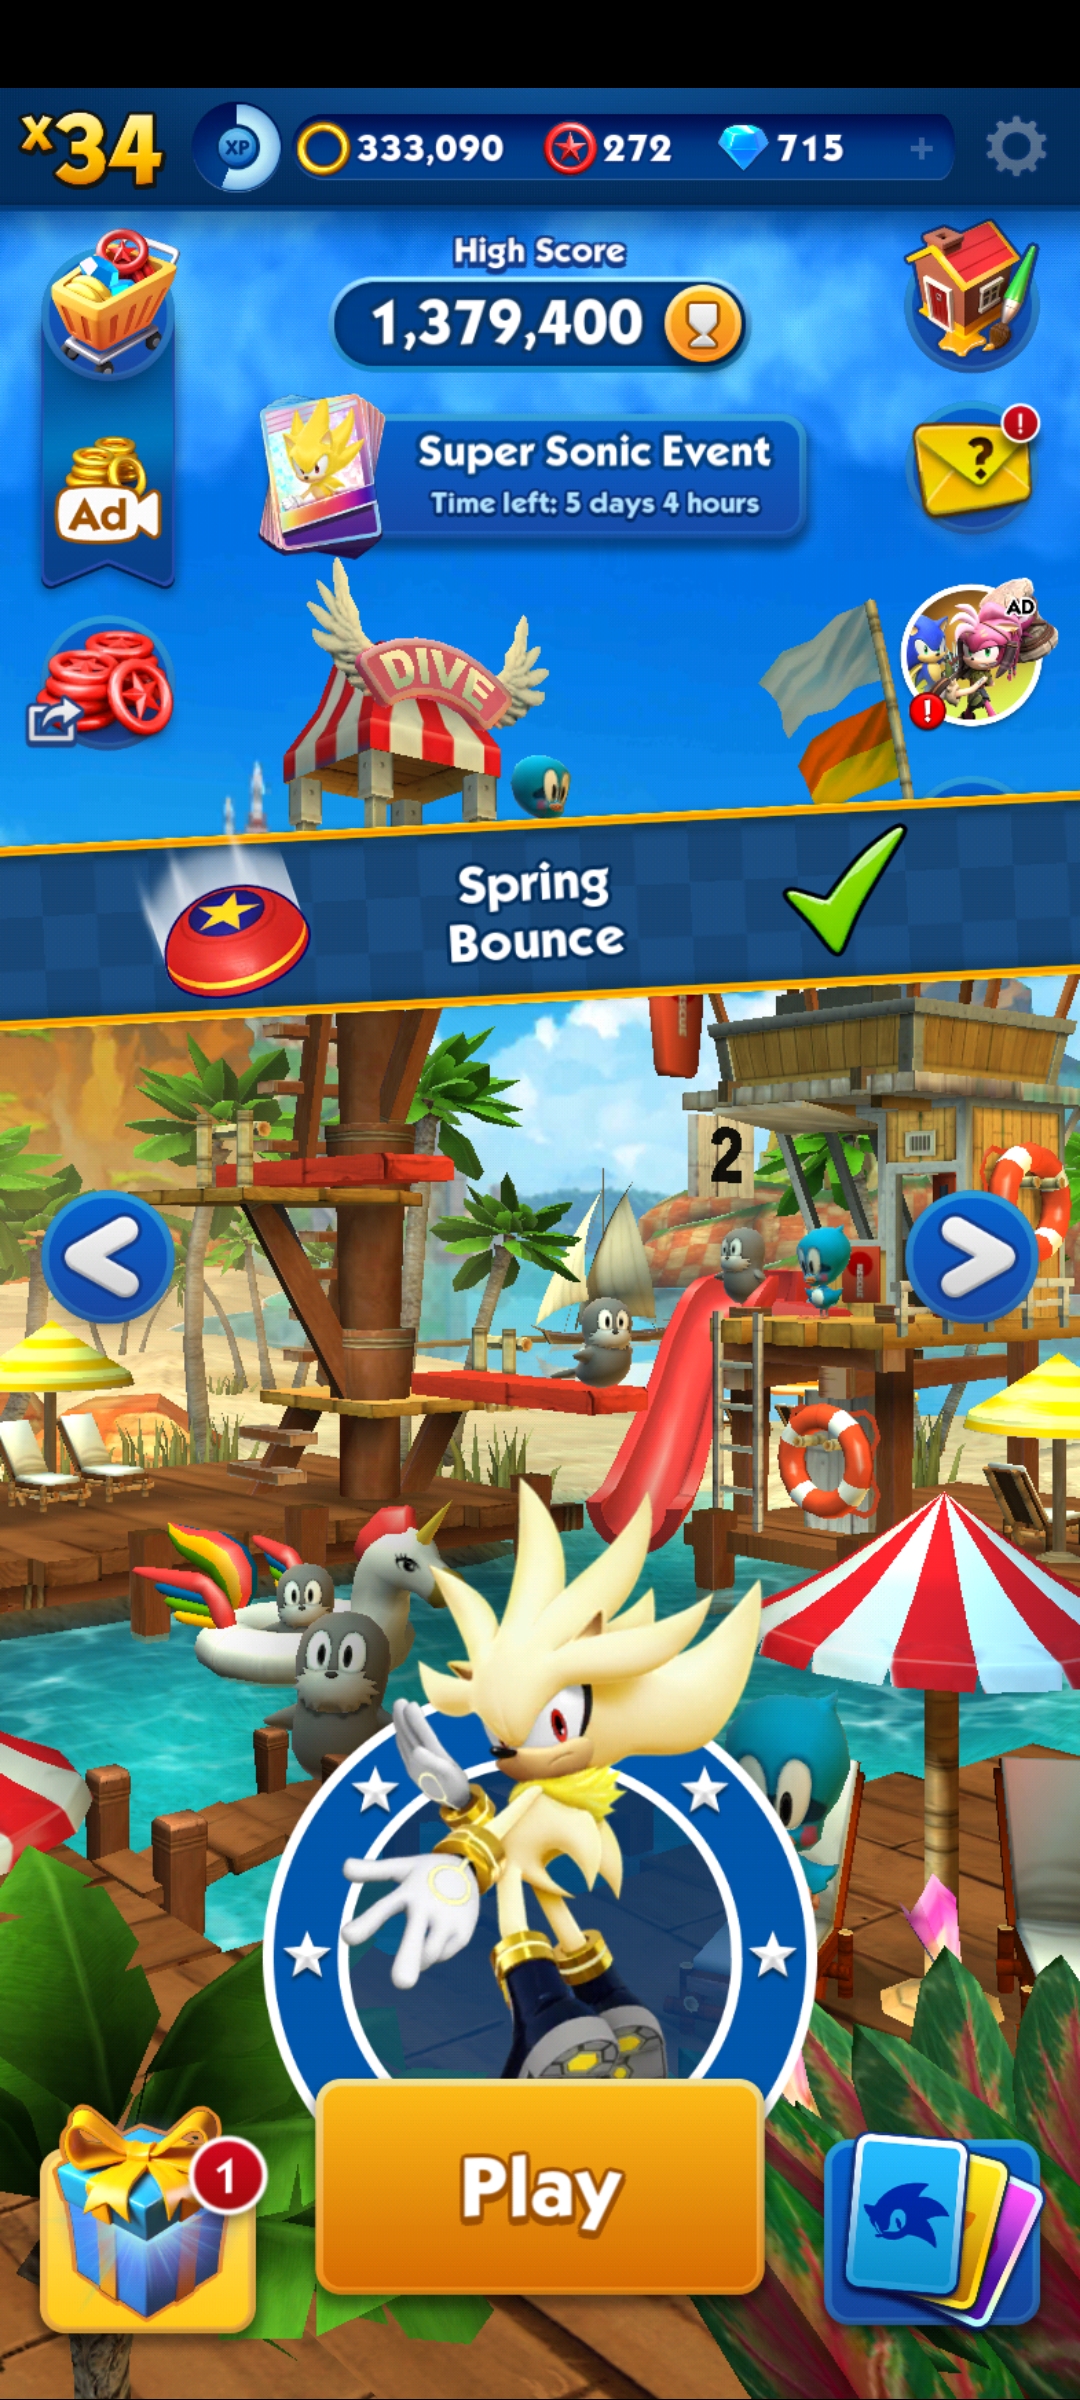 x34
XP
333,090
272
715
High Score
1,379,400
Super Sonic Event
Time left: 5 days 4 hours
?
!
Ad
AD
!
DIVE
Spring
Bounce
2
1
Play